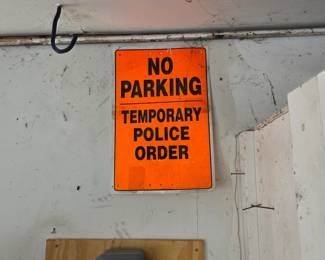 NO
PARKING
TEMPORARY
POLICE
ORDER